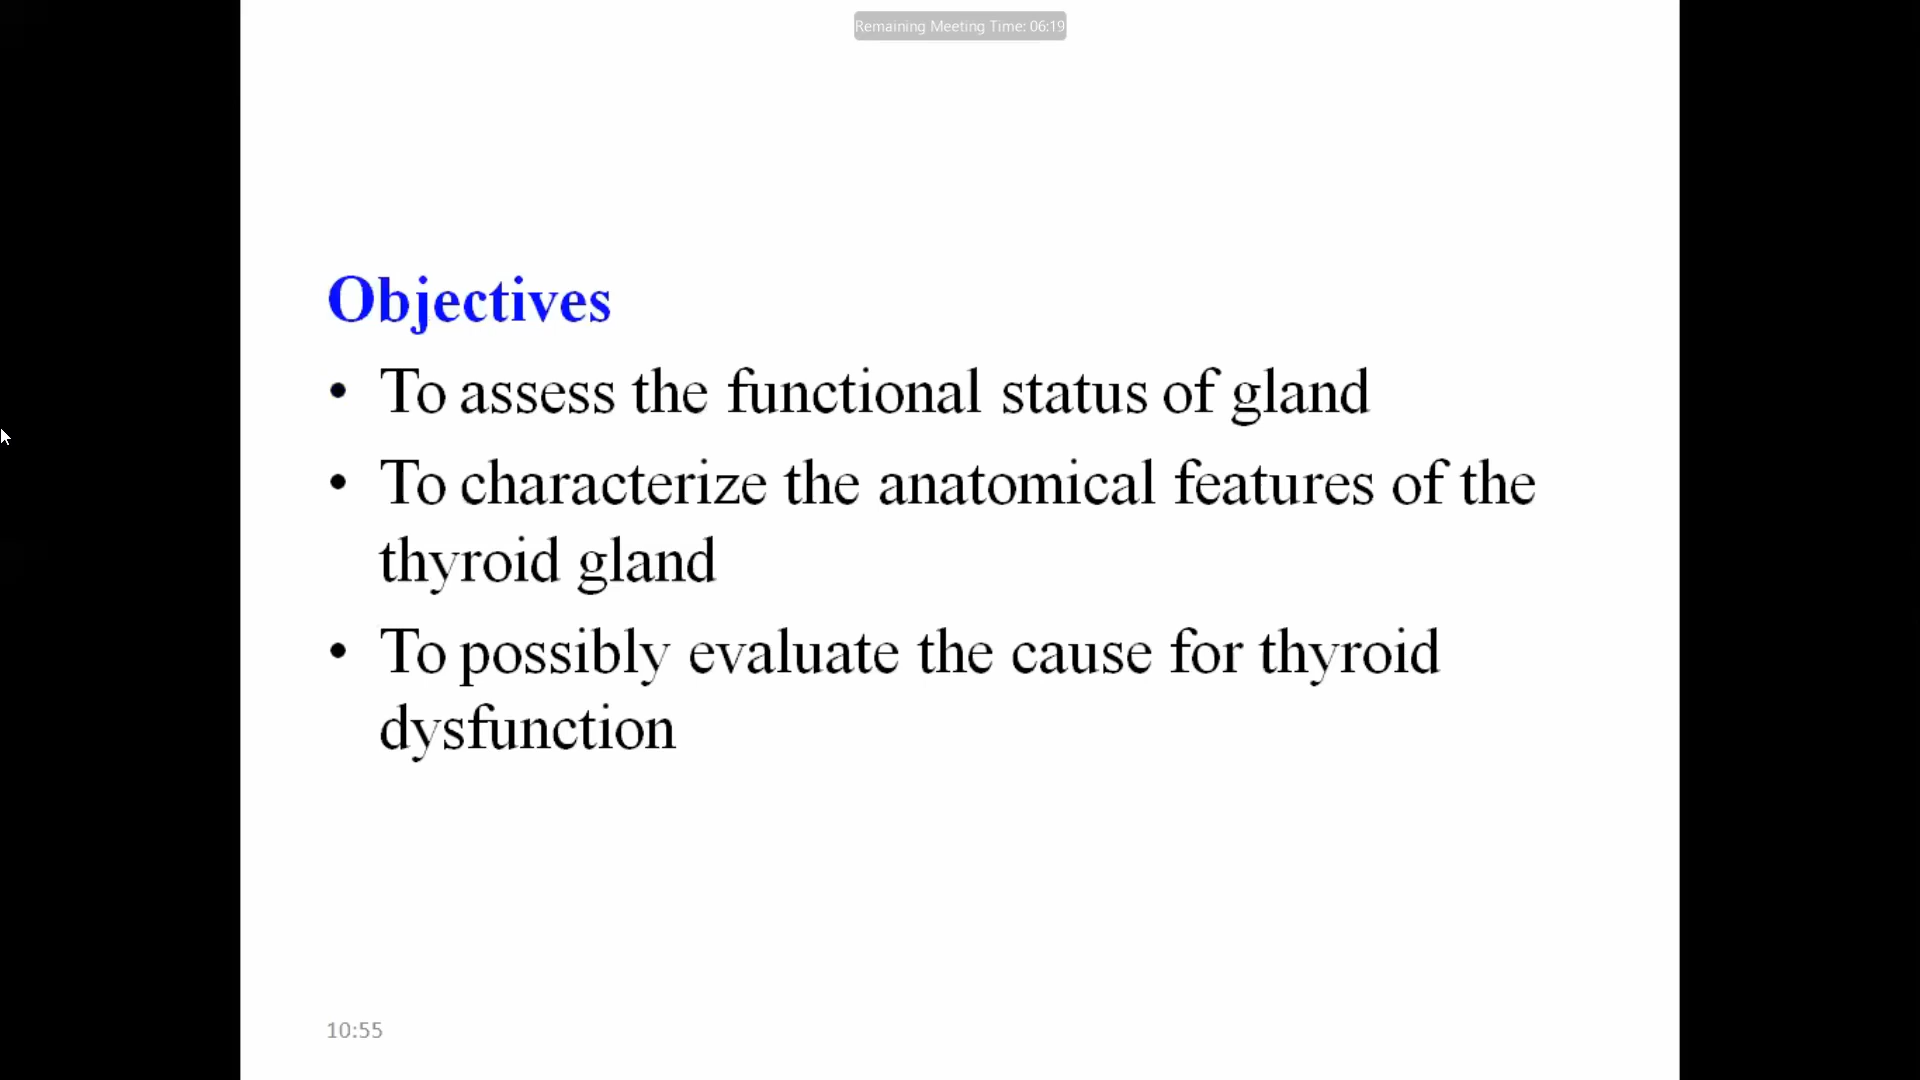 Remaining Meeting Time: 06:19
Objectives
• To assess the functional status of gland
• To characterize the anatomical features of the
thyroid gland
• To possibly evaluate the cause for thyroid
dysfunction
10:55